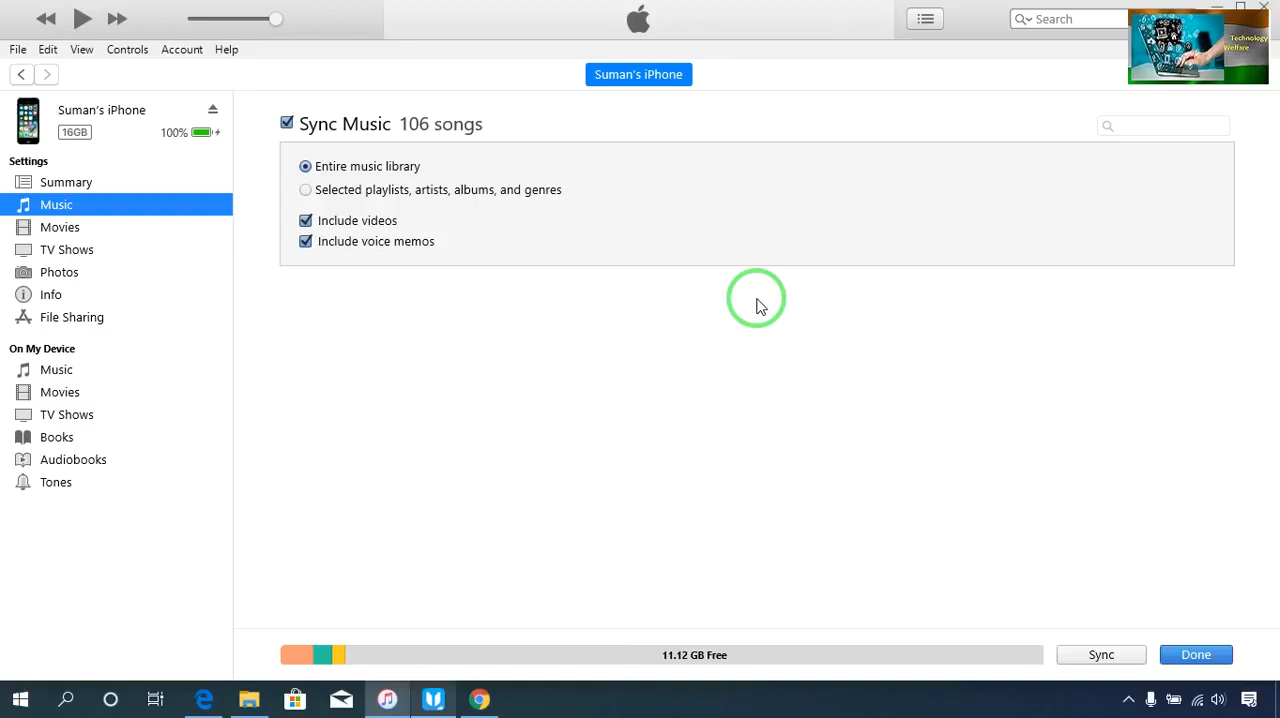 Search
Technology
Welfare
File Edit View Controls Account Help
Suman's iPhone
Suman's iPhone
16GB
100%
Settings
Summary
Music
Movies
TV Shows
Photos
Info
File Sharing
On My Device
Music
Movies
TV Shows
Books
Audiobooks
Tones
Sync Music 106 songs
Entire music library
Selected playlists, artists, albums, and genres
Include videos
Include voice memos
11.12 GB Free
Sync
Done